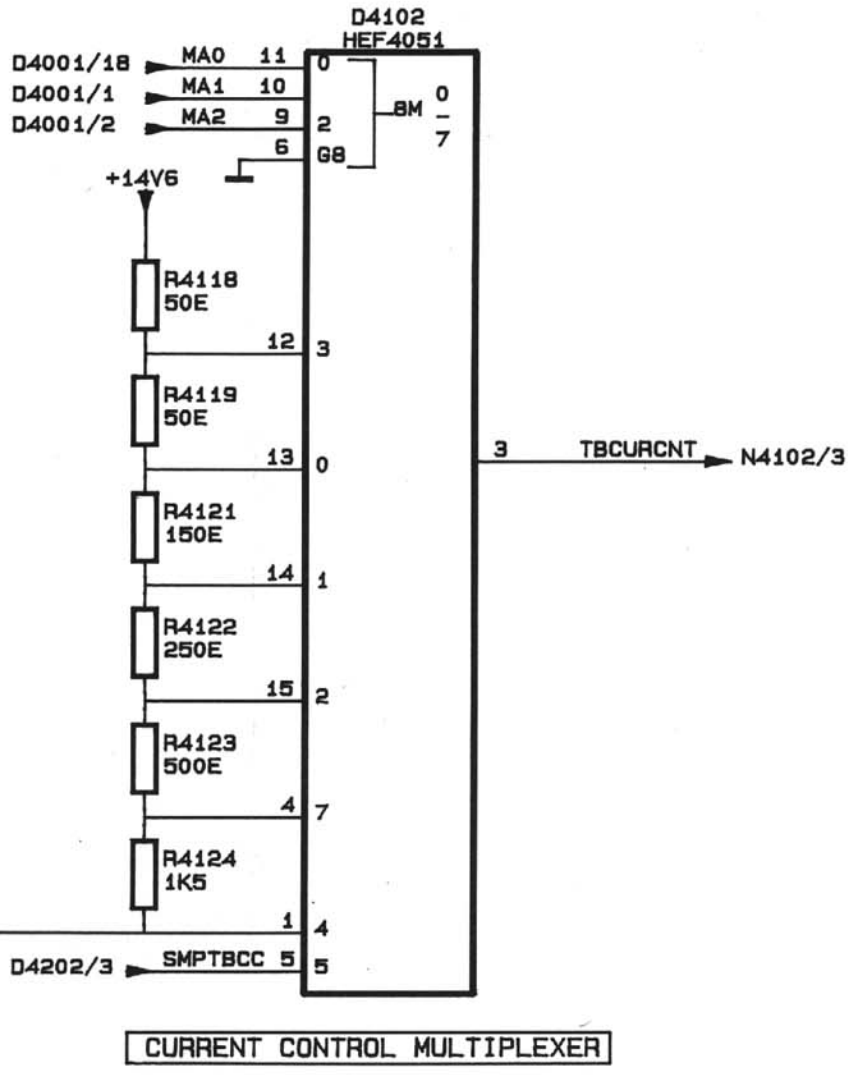 D4102
HEF4051
D4001/18 MA0 11 0
D4001/1 MA1 10
D4001/2 MA2 9 2
6 G8
8M 0
–
7
+14V6
R4118
50E
12 3
R4119
50E
13 0
R4121
150E
14 1
3 TBCURCNT N4102/3
R4122
250E
15 2
R4123
500E
4 7
R4124
1K5
1 4
D4202/3 SMPTBCC 5 5
CURRENT CONTROL MULTIPLEXER